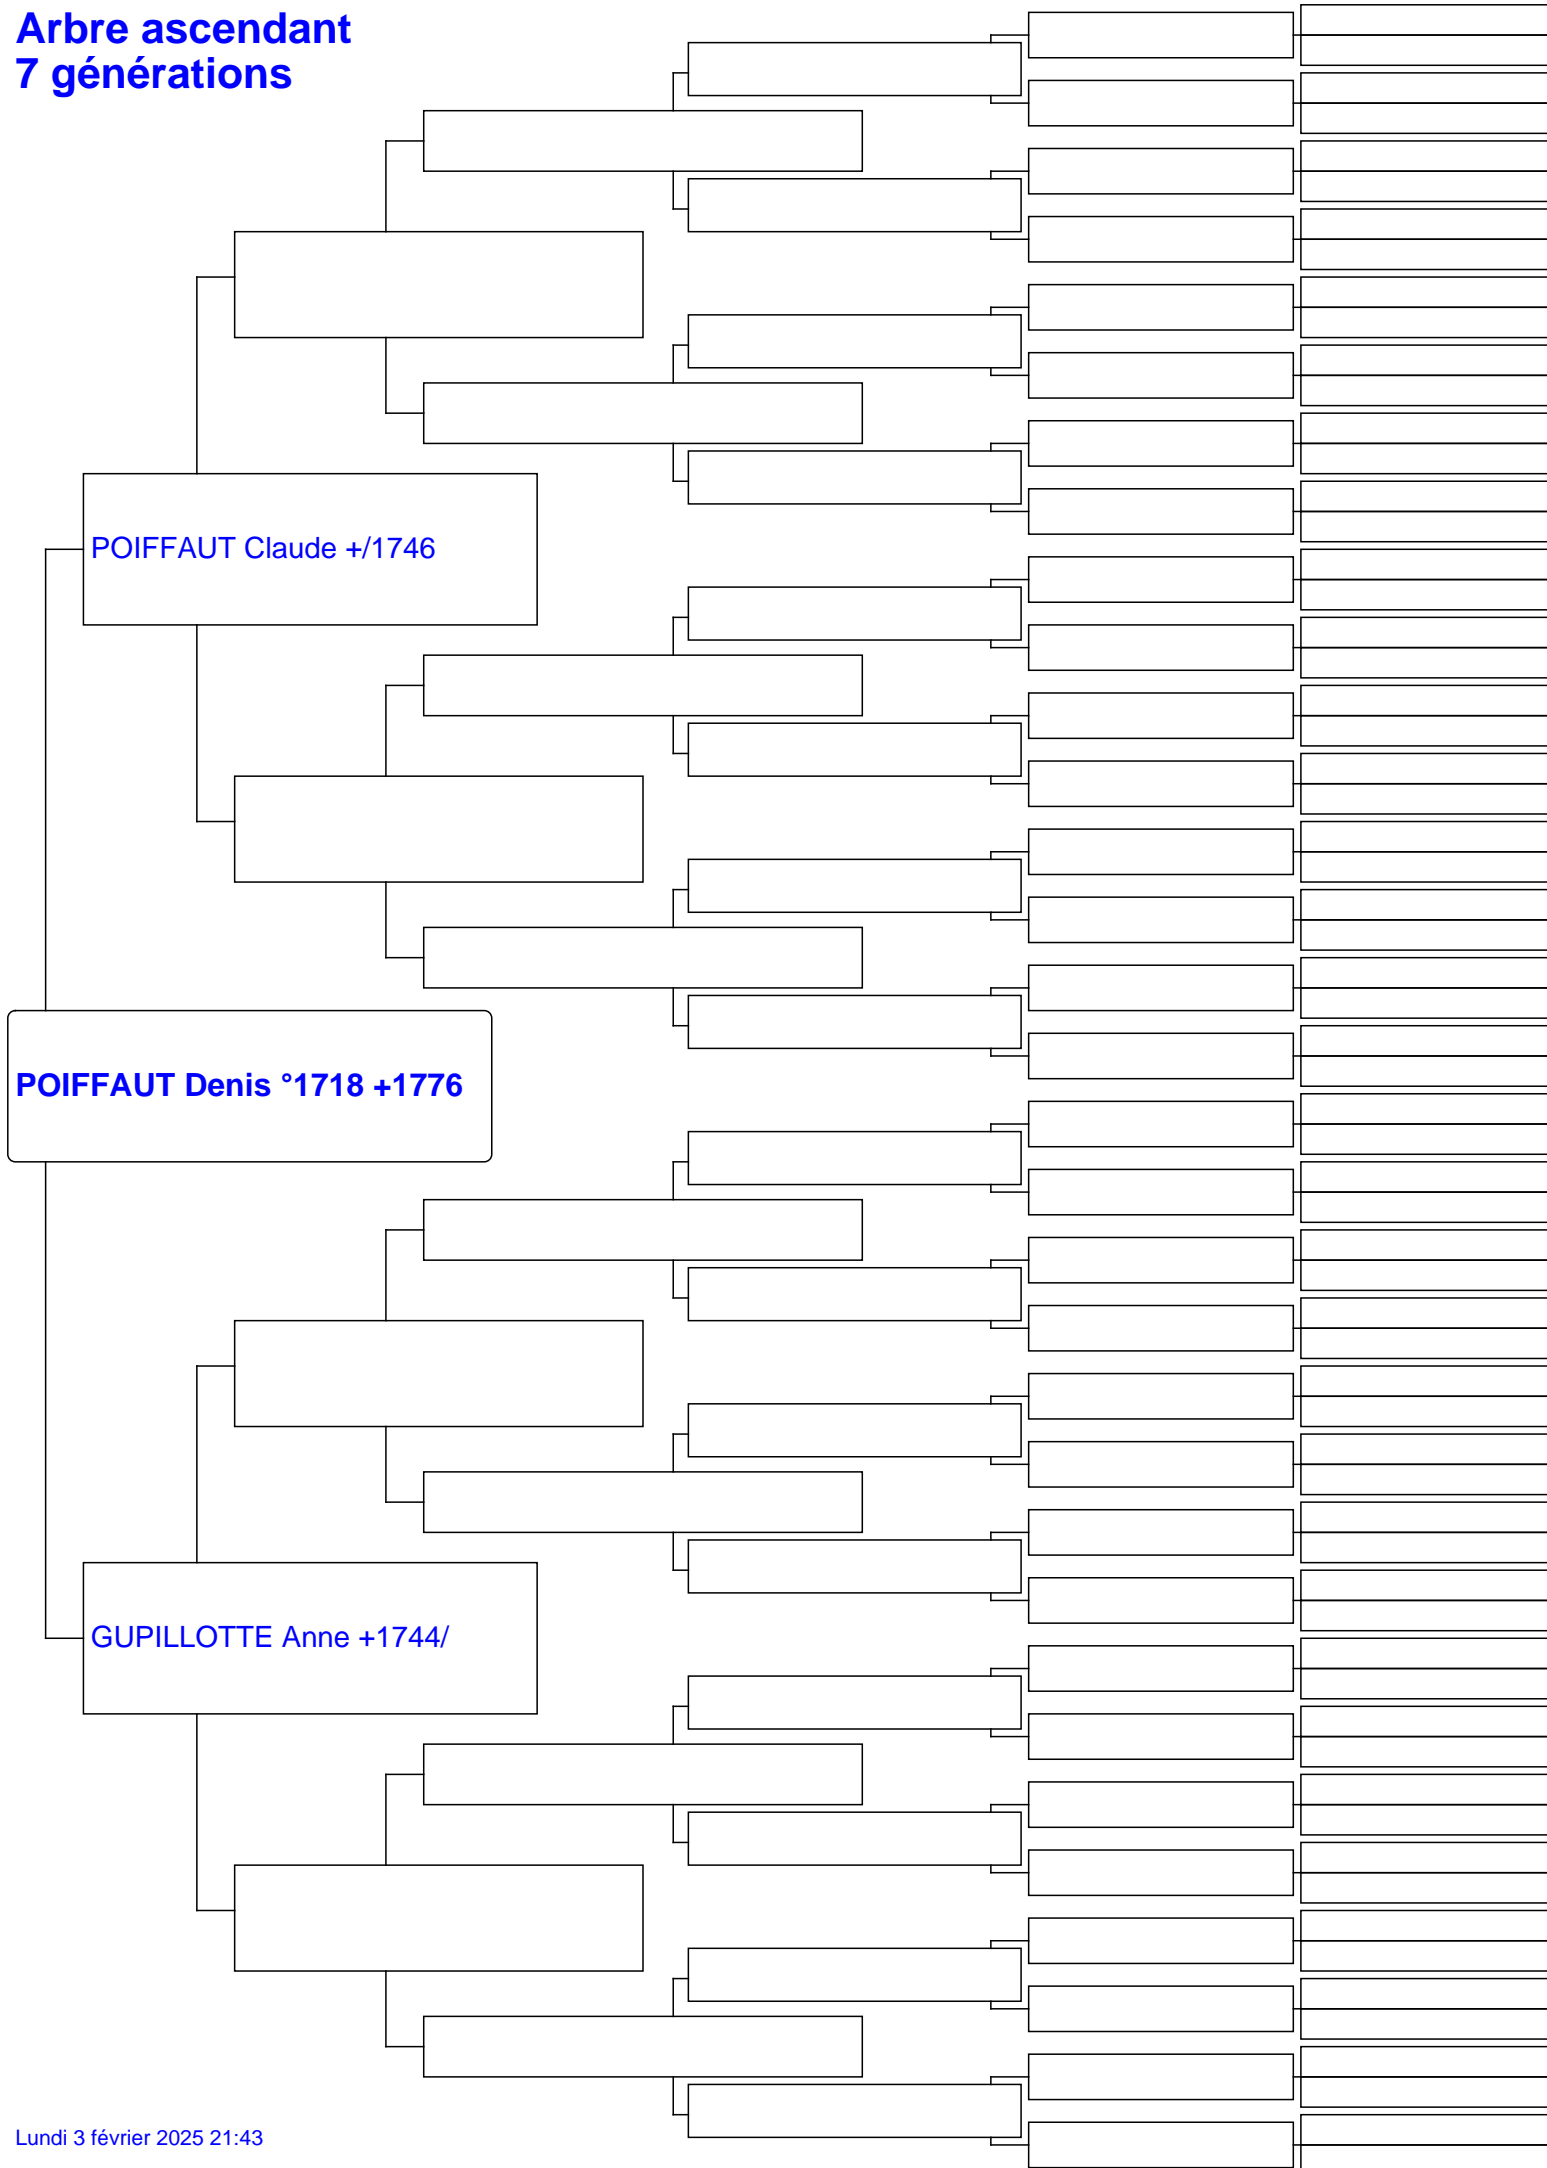 Arbre ascendant
7 générations
POIFFAUT Claude +/1746
POIFFAUT Denis °1718 +1776
GUPILLOTTE Anne +1744/
Lundi 3 février 2025 21:43